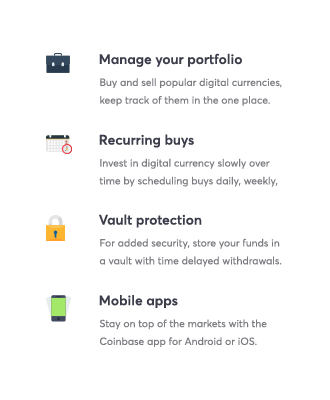 Manage your portfolio
Buy and sell popular digital currencies,
keep track of them in the one place.
Recurring buys
Invest in digital currency slowly over
time by scheduling buys daily, weekly,
Vault protection
For added security, store your funds in
a vault with time delayed withdrawals.
Mobile apps
Stay on top of the markets with the
Coinbase app for Android or iOS.